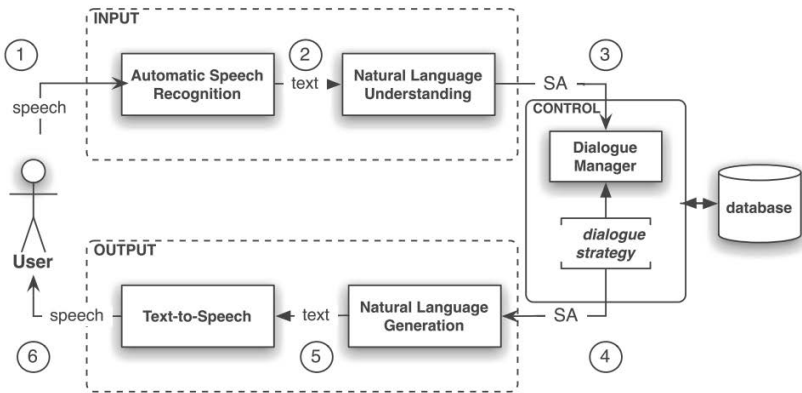 INPUT
1
2
3
Automatic Speech
Recognition
text
Natural Language
Understanding
SA
speech
CONTROL
Dialogue
Manager
database
dialogue
strategy
User
OUTPUT
speech
Text-to-Speech
text
Natural Language
Generation
SA
6
5
4